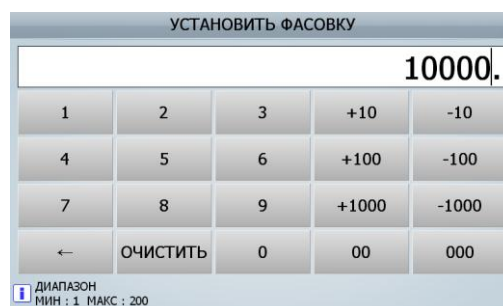 УСТАНОВИТЬ ФАСОВКУ
10000.
1 2 3 +10 -10
4 5 6 +100 -100
7 8 9 +1000 -1000
← ОЧИСТИТЬ 0 00 000
i ДИАПАЗОН
МИН : 1 МАКС : 200